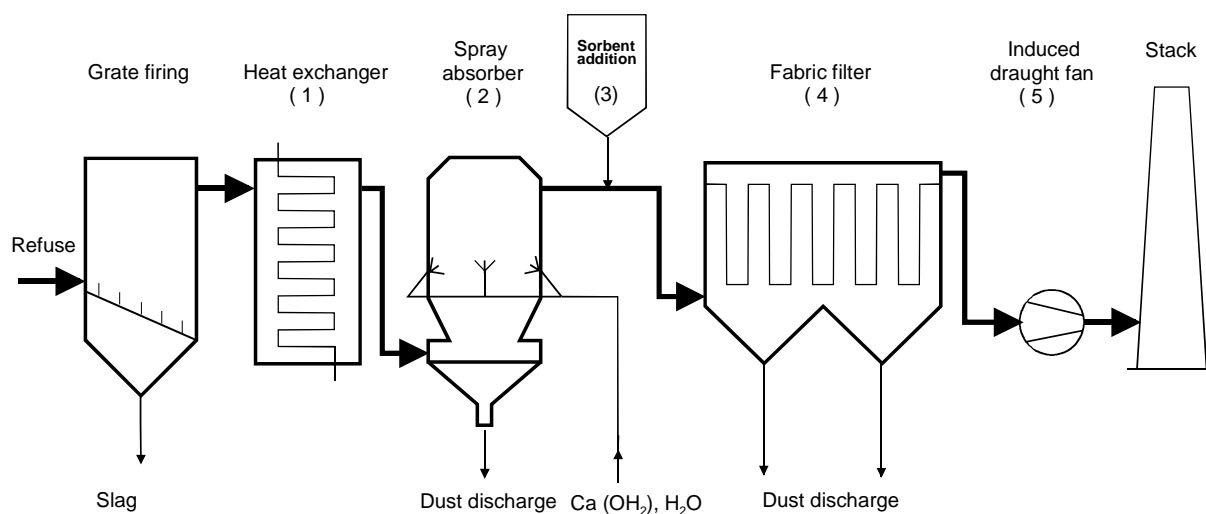 Grate firing
Heat exchanger
( 1 )
Spray
absorber
( 2 )
Sorbent
addition
(3)
Fabric filter
( 4 )
Induced
draught fan
( 5 )
Stack
Refuse
Slag
Dust discharge
Ca (OH₂), H₂O
Dust discharge